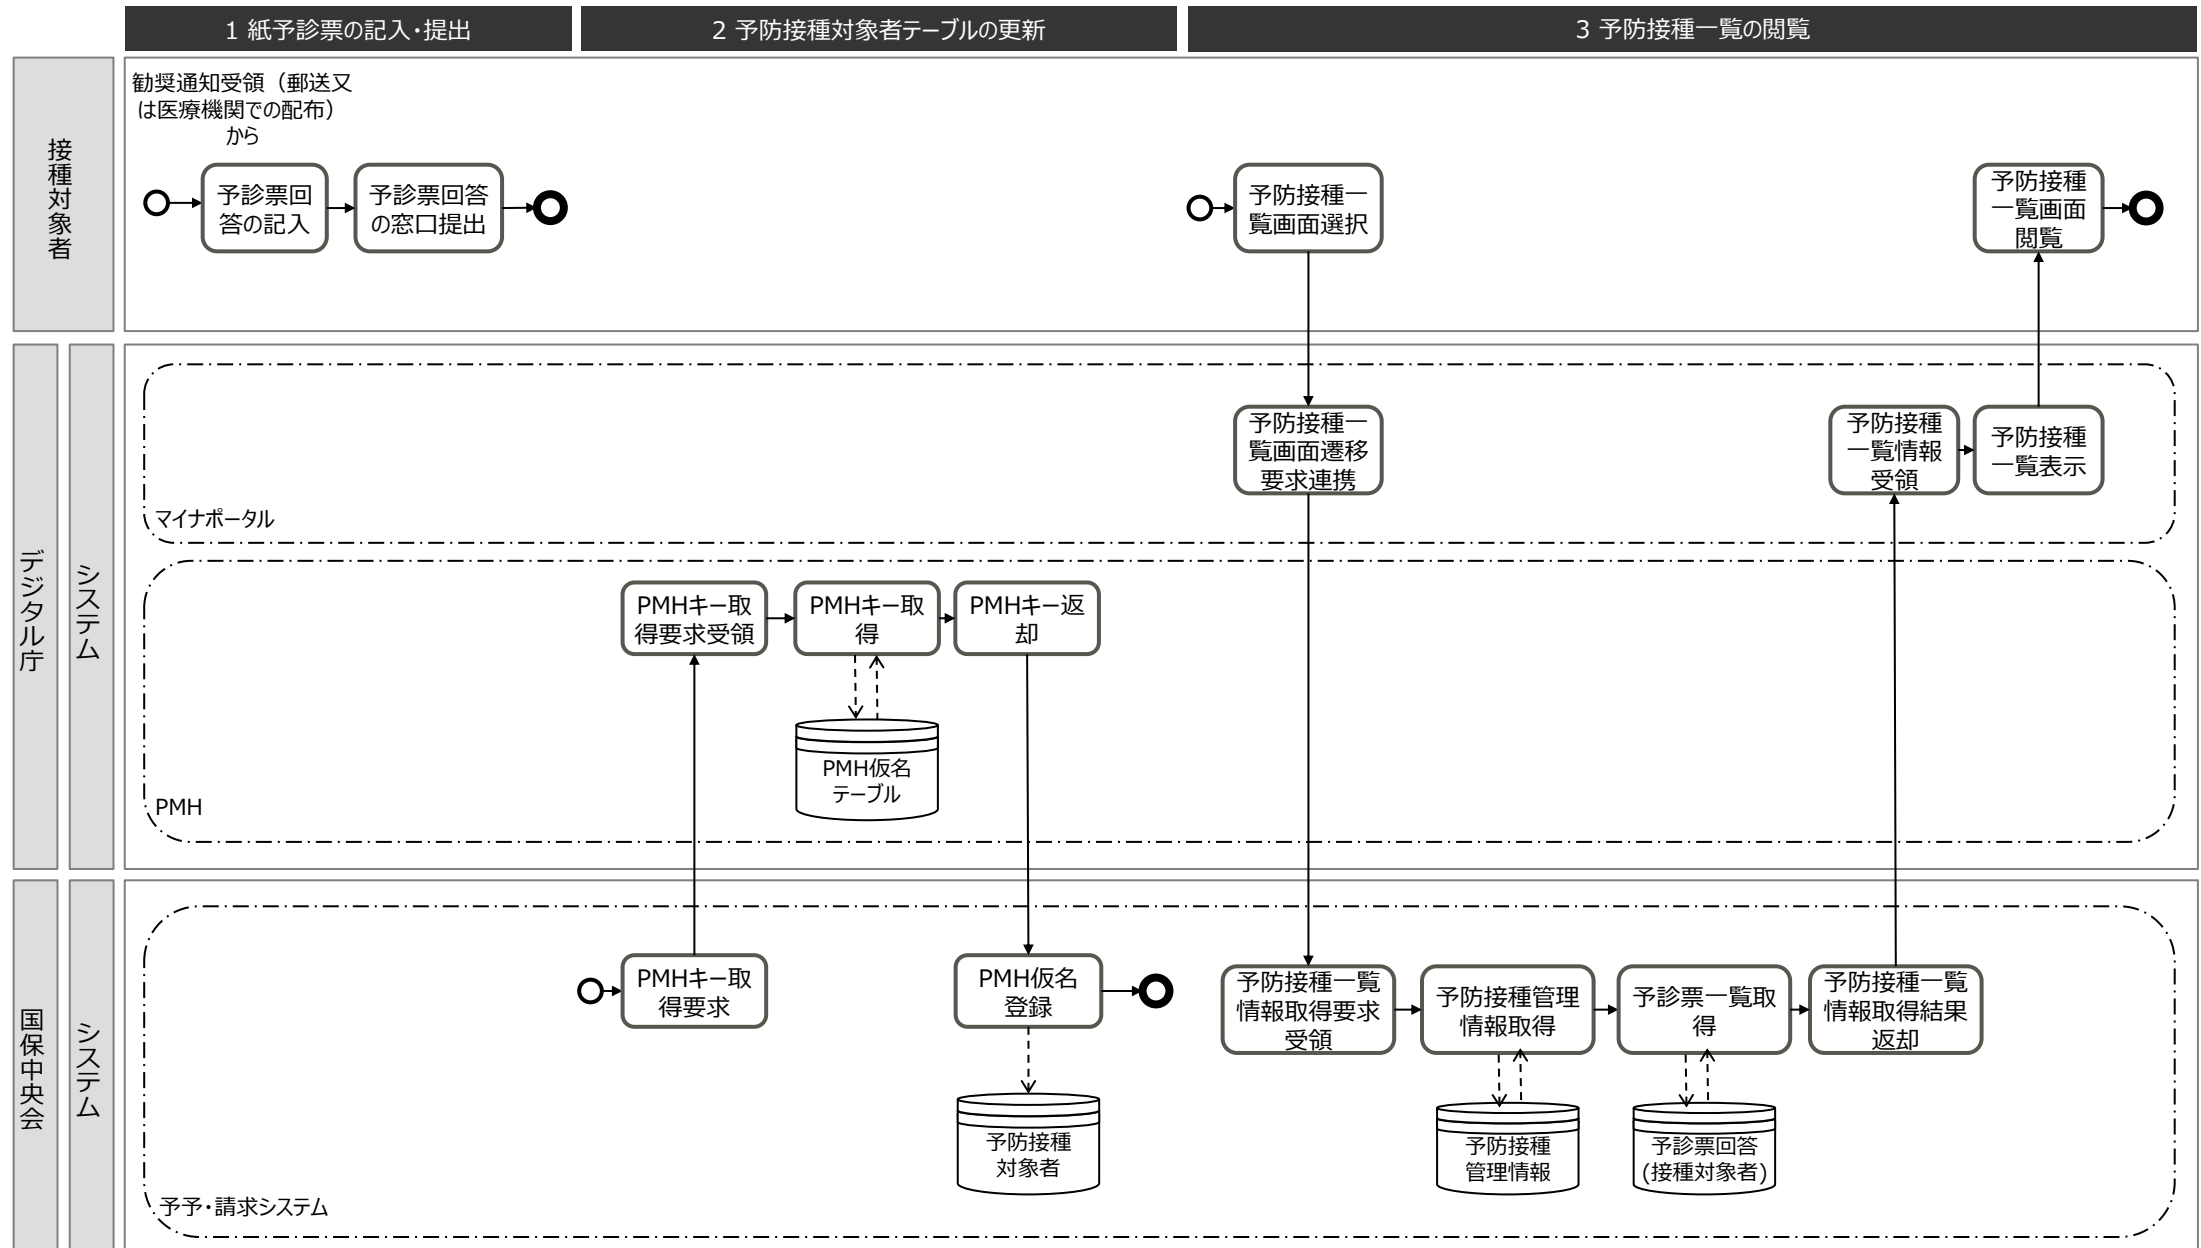 1 紙予診票の記入・提出
2 予防接種対象者テーブルの更新
3 予防接種一覧の閲覧
接種対象者
勧奨通知受領（郵送又
は医療機関での配布）
から
予診票回
答の記入
予診票回答
の窓口提出
予防接種一
覧画面選択
予防接種
一覧画面
閲覧
デジタル庁
システム
予防接種一
覧画面遷移
要求連携
予防接種
一覧情報
受領
予防接種
一覧表示
マイナポータル
PMHキー取
得要求受領
PMHキー取
得
PMHキー返
却
PMH仮名
テーブル
PMH
国保中央会
システム
PMHキー取
得要求
PMH仮名
登録
予防接種一覧
情報取得要求
受領
予防接種管理
情報取得
予診票一覧取
得
予防接種一覧
情報取得結果
返却
予防接種
対象者
予防接種
管理情報
予診票回答
(接種対象者)
予予・請求システム